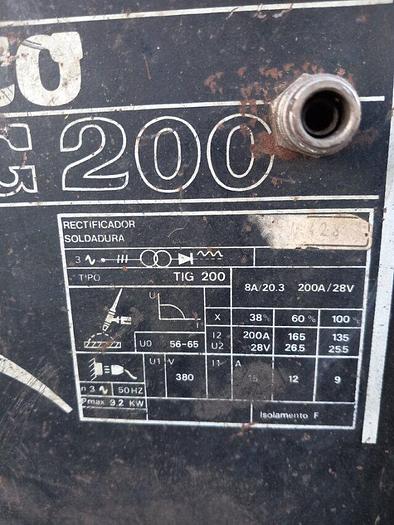 G 200
RECTIFICADOR
SOLDADURA
3 ∿
TIPO TIG 200
8A/20.3 200A/28V
X 38% 60% 100%
U0 56-65
I2 200A 165 135
U2 28V 26.5 25.5
U1 V I1 A
380 12 9
n 3 ∿ 50HZ
Pmax 9.2 KW
Isolamento F